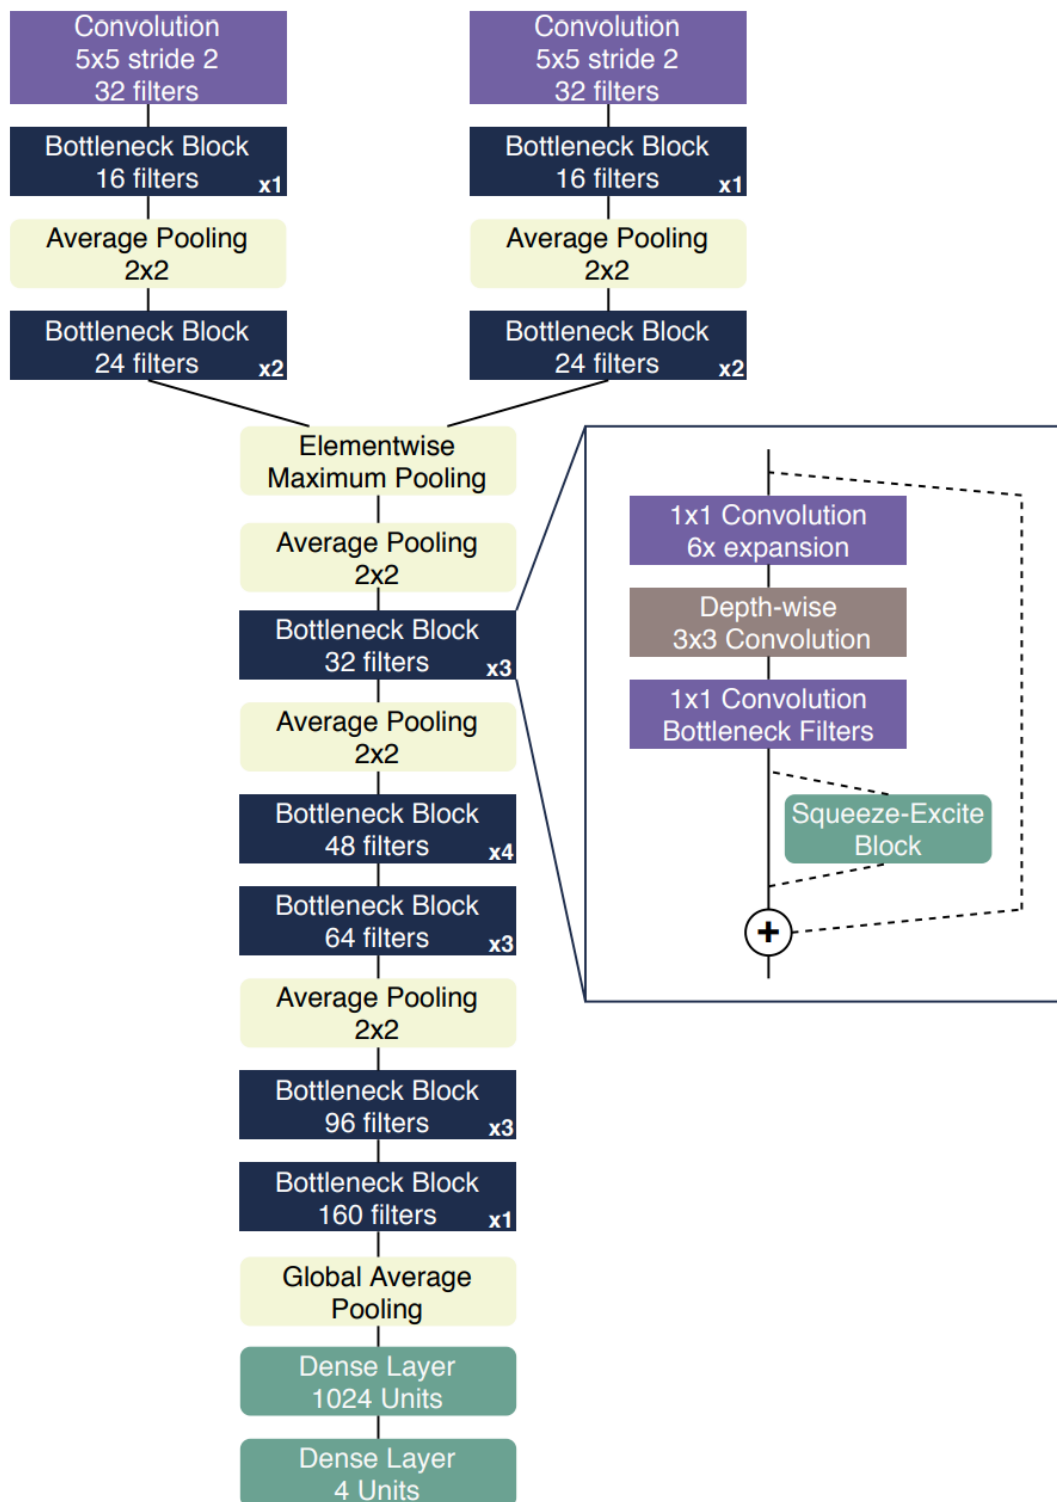 Convolution
5x5 stride 2
32 filters
Bottleneck Block
16 filters
x1
Average Pooling
2x2
Bottleneck Block
24 filters
x2
Convolution
5x5 stride 2
32 filters
Bottleneck Block
16 filters
x1
Average Pooling
2x2
Bottleneck Block
24 filters
x2
Elementwise
Maximum Pooling
Average Pooling
2x2
Bottleneck Block
32 filters
x3
Average Pooling
2x2
Bottleneck Block
48 filters
x4
Bottleneck Block
64 filters
x3
Average Pooling
2x2
Bottleneck Block
96 filters
x3
Bottleneck Block
160 filters
x1
Global Average
Pooling
Dense Layer
1024 Units
Dense Layer
4 Units
1x1 Convolution
6x expansion
Depth-wise
3x3 Convolution
1x1 Convolution
Bottleneck Filters
Squeeze-Excite
Block
+